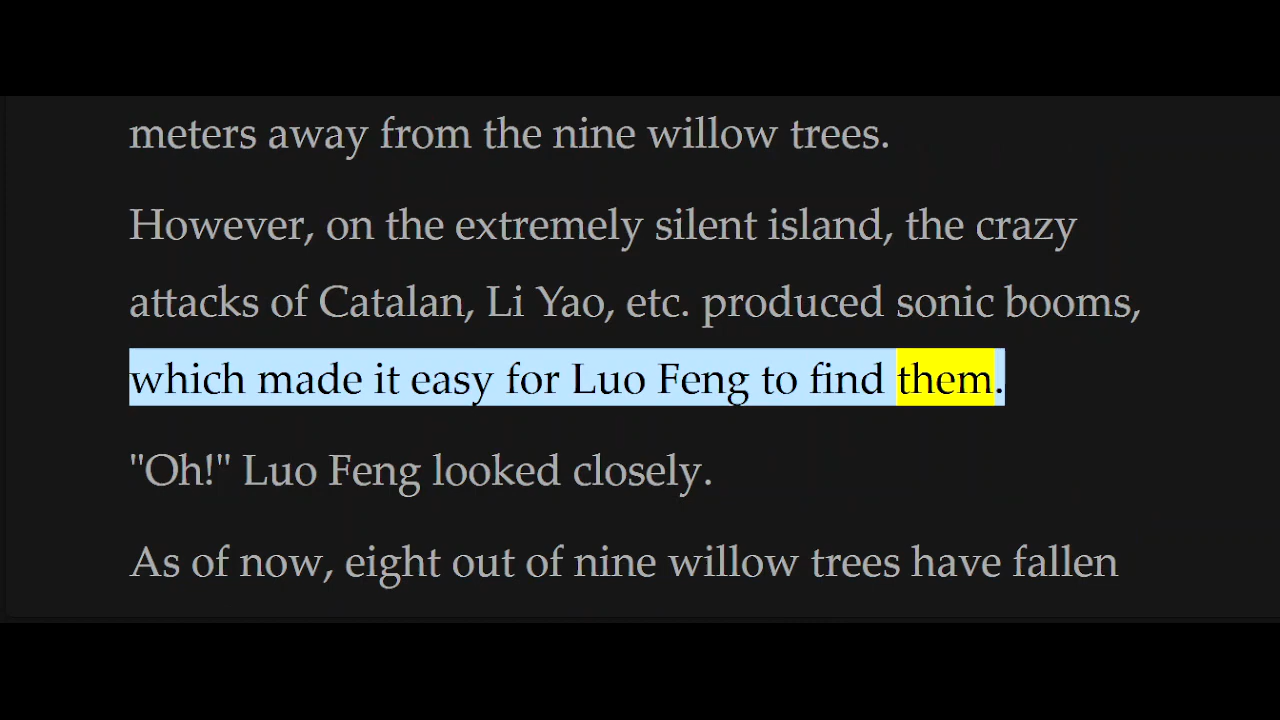 meters away from the nine willow trees.
However, on the extremely silent island, the crazy
attacks of Catalan, Li Yao, etc. produced sonic booms,
which made it easy for Luo Feng to find them.
"Oh!" Luo Feng looked closely.
As of now, eight out of nine willow trees have fallen